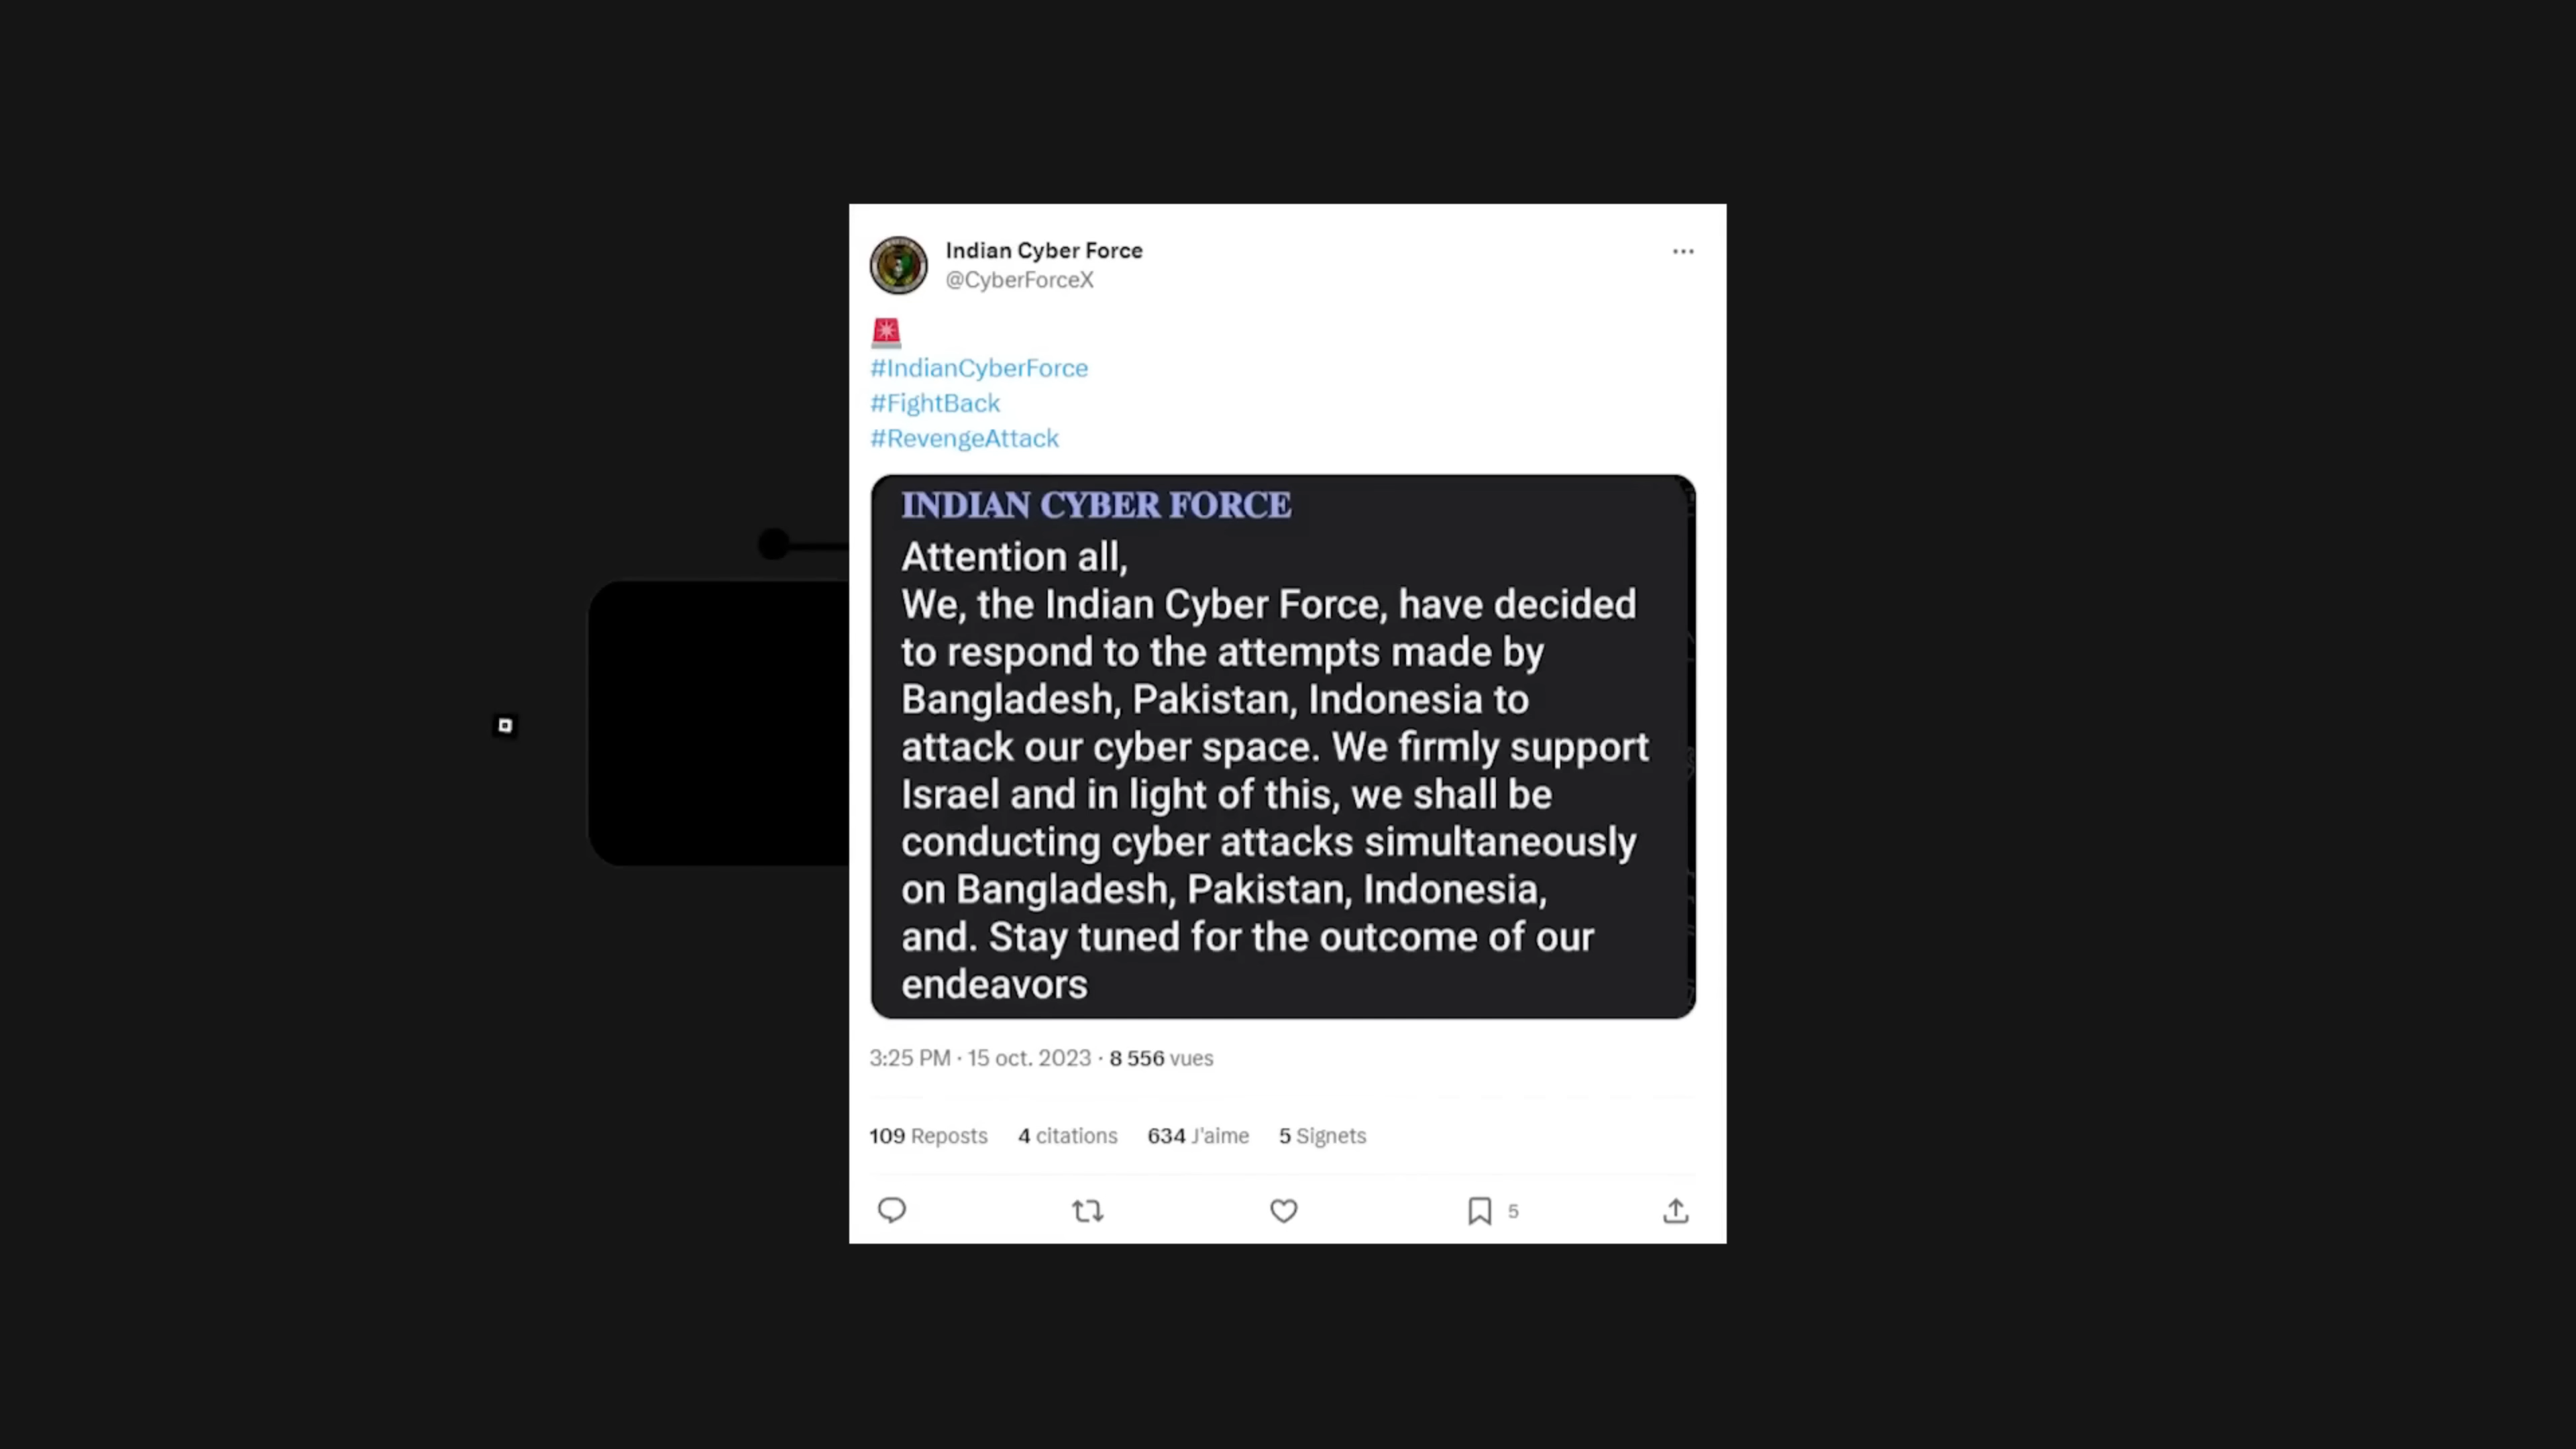 Indian Cyber Force
@CyberForceX
#IndianCyberForce
#FightBack
#RevengeAttack
INDIAN CYBER FORCE
Attention all,
We, the Indian Cyber Force, have decided
to respond to the attempts made by
Bangladesh, Pakistan, Indonesia to
attack our cyber space. We firmly support
Israel and in light of this, we shall be
conducting cyber attacks simultaneously
on Bangladesh, Pakistan, Indonesia,
and. Stay tuned for the outcome of our
endeavors
3:25 PM · 15 oct. 2023 · 8 556 vues
109 Reposts 4 citations 634 J'aime 5 Signets
5